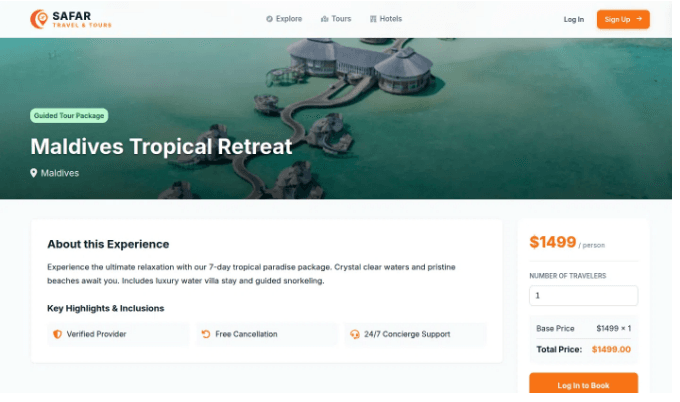 SAFAR
TRAVEL & TOURS
Explore
Tours
Hotels
Log In
Sign Up →
Guided Tour Package
Maldives Tropical Retreat
Maldives
About this Experience
Experience the ultimate relaxation with our 7-day tropical paradise package. Crystal clear waters and pristine
beaches await you. Includes luxury water villa stay and guided snorkeling.
Key Highlights & Inclusions
Verified Provider
Free Cancellation
24/7 Concierge Support
$1499 / person
NUMBER OF TRAVELERS
1
Base Price $1499 × 1
Total Price: $1499.00
Log In to Book